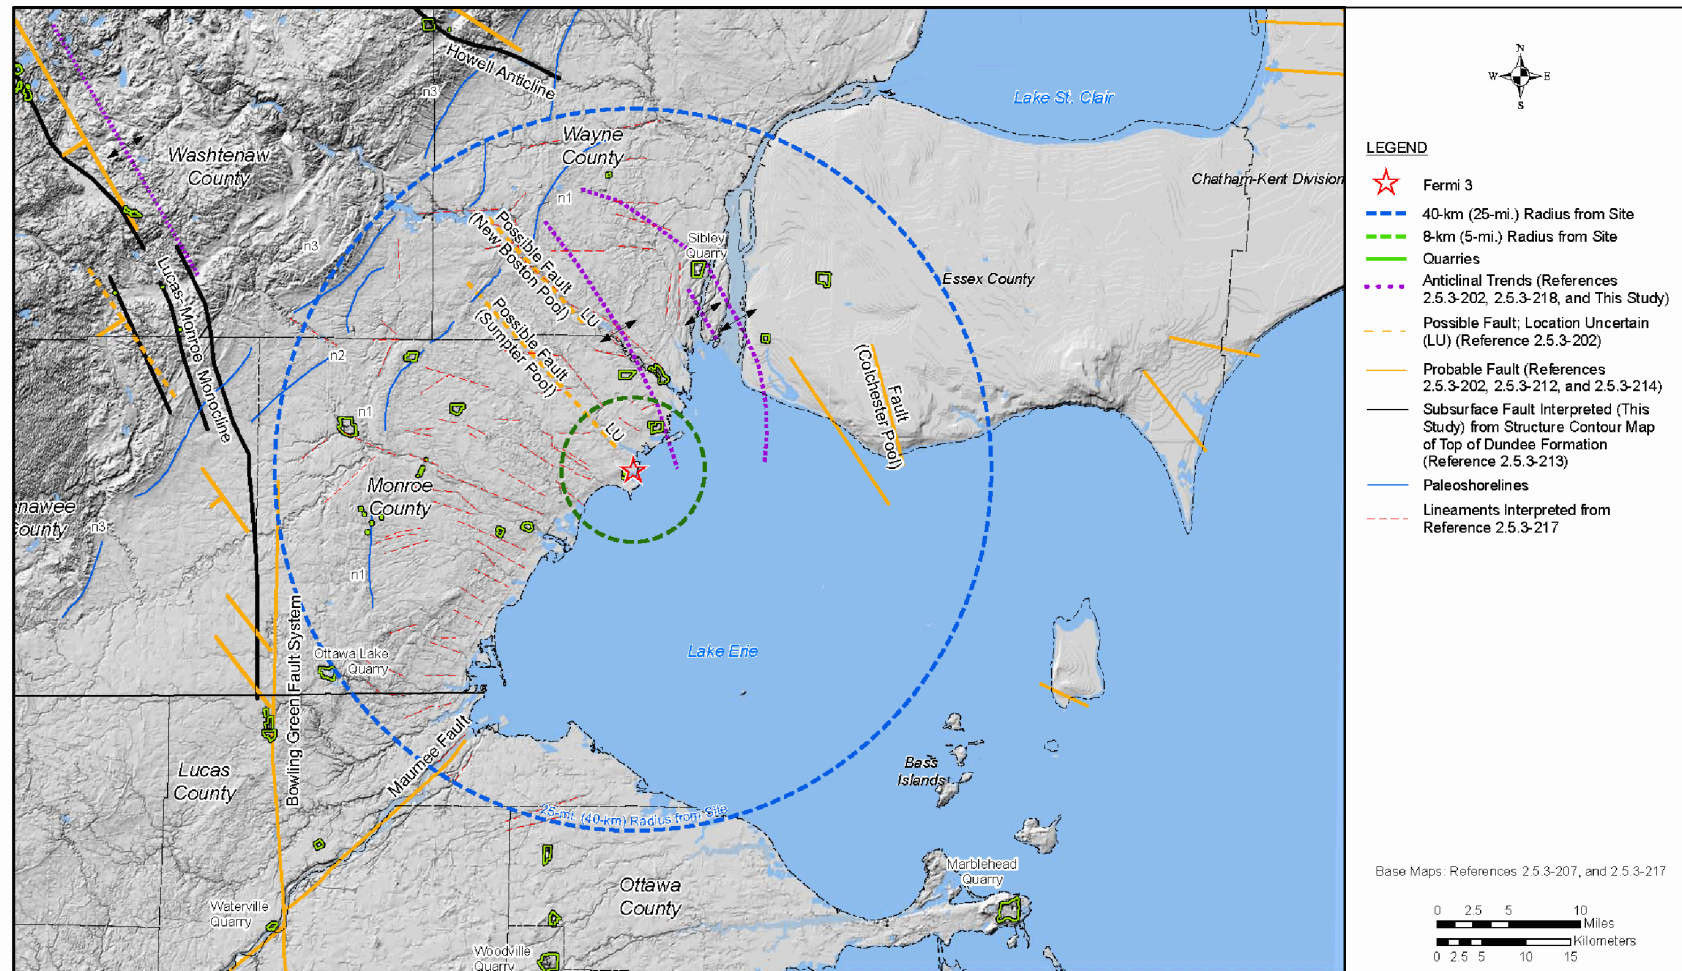 Howell Anticline
n3
Lake St. Clair
Wayne
County
Washtenaw
County
Chatham-Kent Division
n1
n3
Possible Fault
(New Boston Pool)
LU
Sibley
Quarry
Essex County
Lucas-Monroe Monocline
Possible Fault
(Sumpter Pool)
LU
n2
Fault
(Colchester Pool)
n1
Monroe
County
enawee
County
n3
n1
Bowling Green Fault System
Ottawa Lake
Quarry
Lake Erie
Maumee Fault
Lucas
County
Bass
Islands
25-mi. (40-km) Radius from Site
Marblehead
Quarry
Ottawa
County
Waterville
Quarry
Woodville
Quarry
N
W
E
S
LEGEND
Fermi 3
40-km (25-mi.) Radius from Site
8-km (5-mi.) Radius from Site
Quarries
Anticlinal Trends (References
2.5.3-202, 2.5.3-218, and This Study)
Possible Fault; Location Uncertain
(LU) (Reference 2.5.3-202)
Probable Fault (References
2.5.3-202, 2.5.3-212, and 2.5.3-214)
Subsurface Fault Interpreted (This
Study) from Structure Contour Map
of Top of Dundee Formation
(Reference 2.5.3-213)
Paleoshorelines
Lineaments Interpreted from
Reference 2.5.3-217
Base Maps: References 2.5.3-207, and 2.5.3-217
0 2.5 5 10
Miles
Kilometers
0 2.5 5 10 15